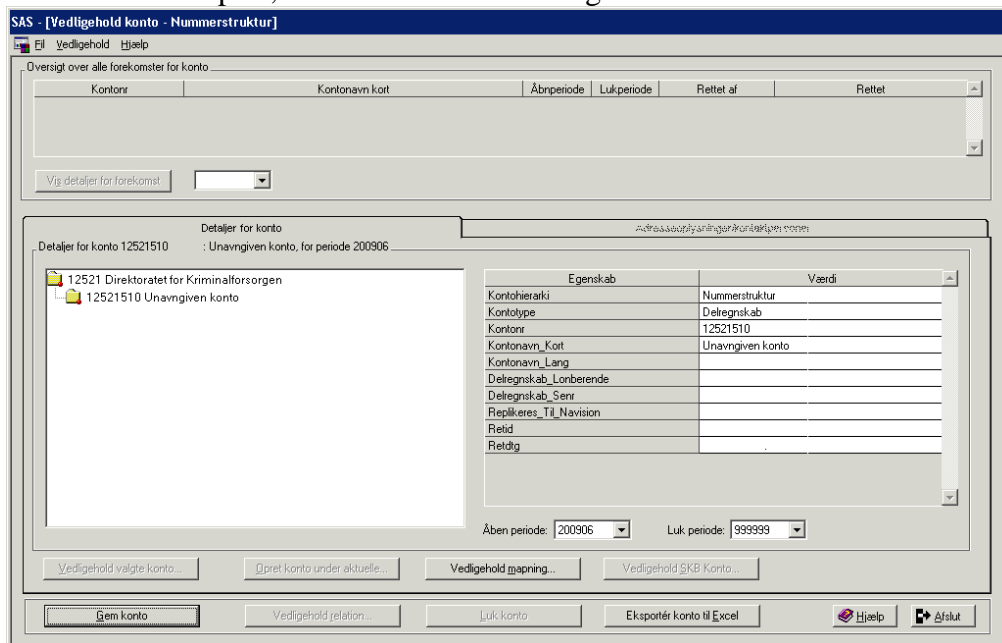 SAS - [Vedligehold konto - Nummerstruktur]
Fil Vedligehold Hjælp
Oversigt over alle forekomster for konto
Kontonr Kontonavn kort Åbnperiode Lukperiode Rettet af Rettet
Vis detaljer for forekomst
Detaljer for konto Adresseoplysninger/kontaktpersoner
Detaljer for konto 12521510 : Unavngiven konto, for periode 200906
12521 Direktoratet for Kriminalforsorgen
12521510 Unavngiven konto
Egenskab Værdi
Kontohierarki Nummerstruktur
Kontotype Delregnskab
Kontonr 12521510
Kontonavn_Kort Unavngiven konto
Kontonavn_Lang
Delregnskab_Lonberende
Delregnskab_Senr
Replikeres_Til_Navision
Retid
Retdtg .
Åben periode: 200906 Luk periode: 999999
Vedligehold valgte konto... Opret konto under aktuelle... Vedligehold mapning... Vedligehold SKB Konto...
Gem konto Vedligehold relation... Luk konto Eksportér konto til Excel Hjælp Afslut